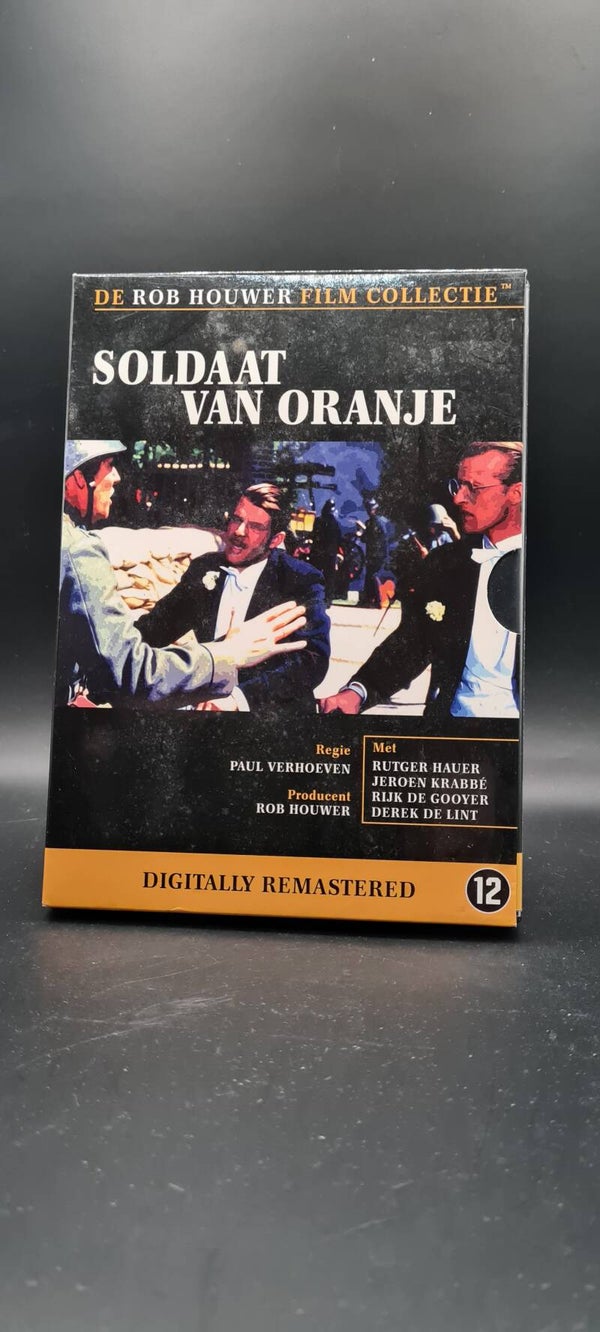 DE ROB HOUWER FILM COLLECTIE™
SOLDAAT
VAN ORANJE
Regie
PAUL VERHOEVEN
Producent
ROB HOUWER
Met
RUTGER HAUER
JEROEN KRABBÉ
RIJK DE GOOYER
DEREK DE LINT
DIGITALLY REMASTERED
12